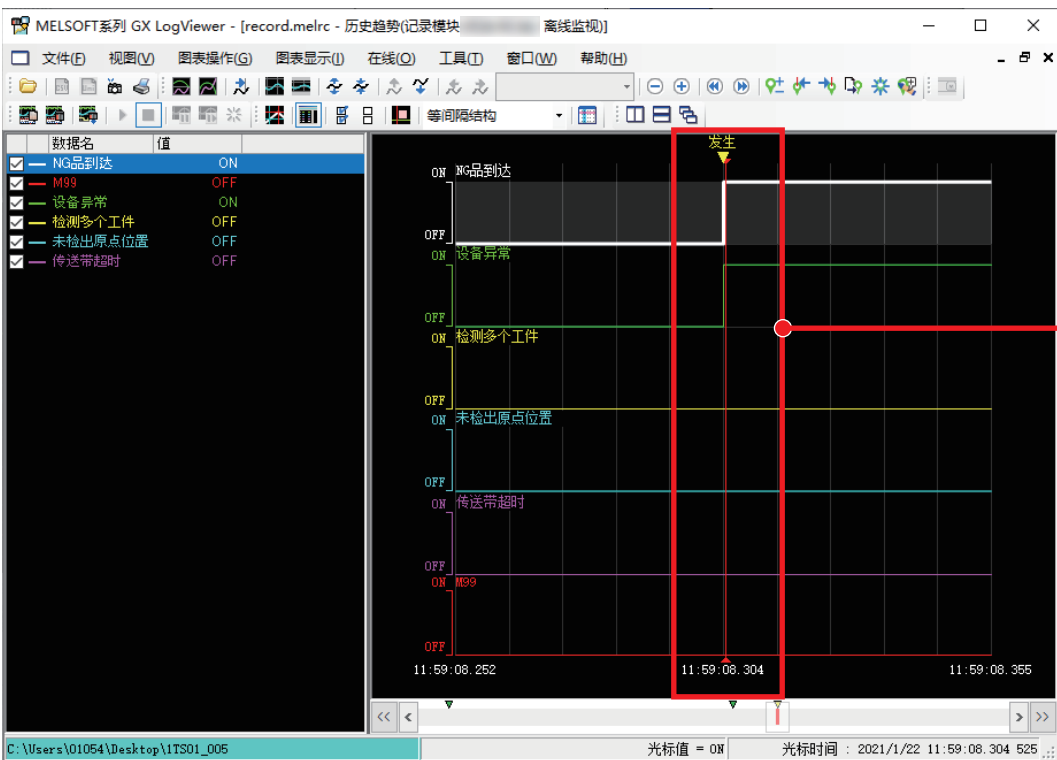 MELSOFT系列 GX LogViewer - [record.melrc - 历史趋势(记录模块 离线监视)]
文件(F) 视图(V) 图表操作(G) 图表显示(I) 在线(O) 工具(T) 窗口(W) 帮助(H)
等间隔结构
数据名 值
NG品到达 ON
M99 OFF
设备异常 ON
检测多个工件 OFF
未检出原点位置 OFF
传送带超时 OFF
发生
ON NG品到达
OFF
ON 设备异常
OFF
ON 检测多个工件
OFF
ON 未检出原点位置
OFF
ON 传送带超时
OFF
ON M99
OFF
11:59:08.252 11:59:08.304 11:59:08.355
C:\Users\01054\Desktop\1TS01_005 光标值 = ON 光标时间 : 2021/1/22 11:59:08.304 525